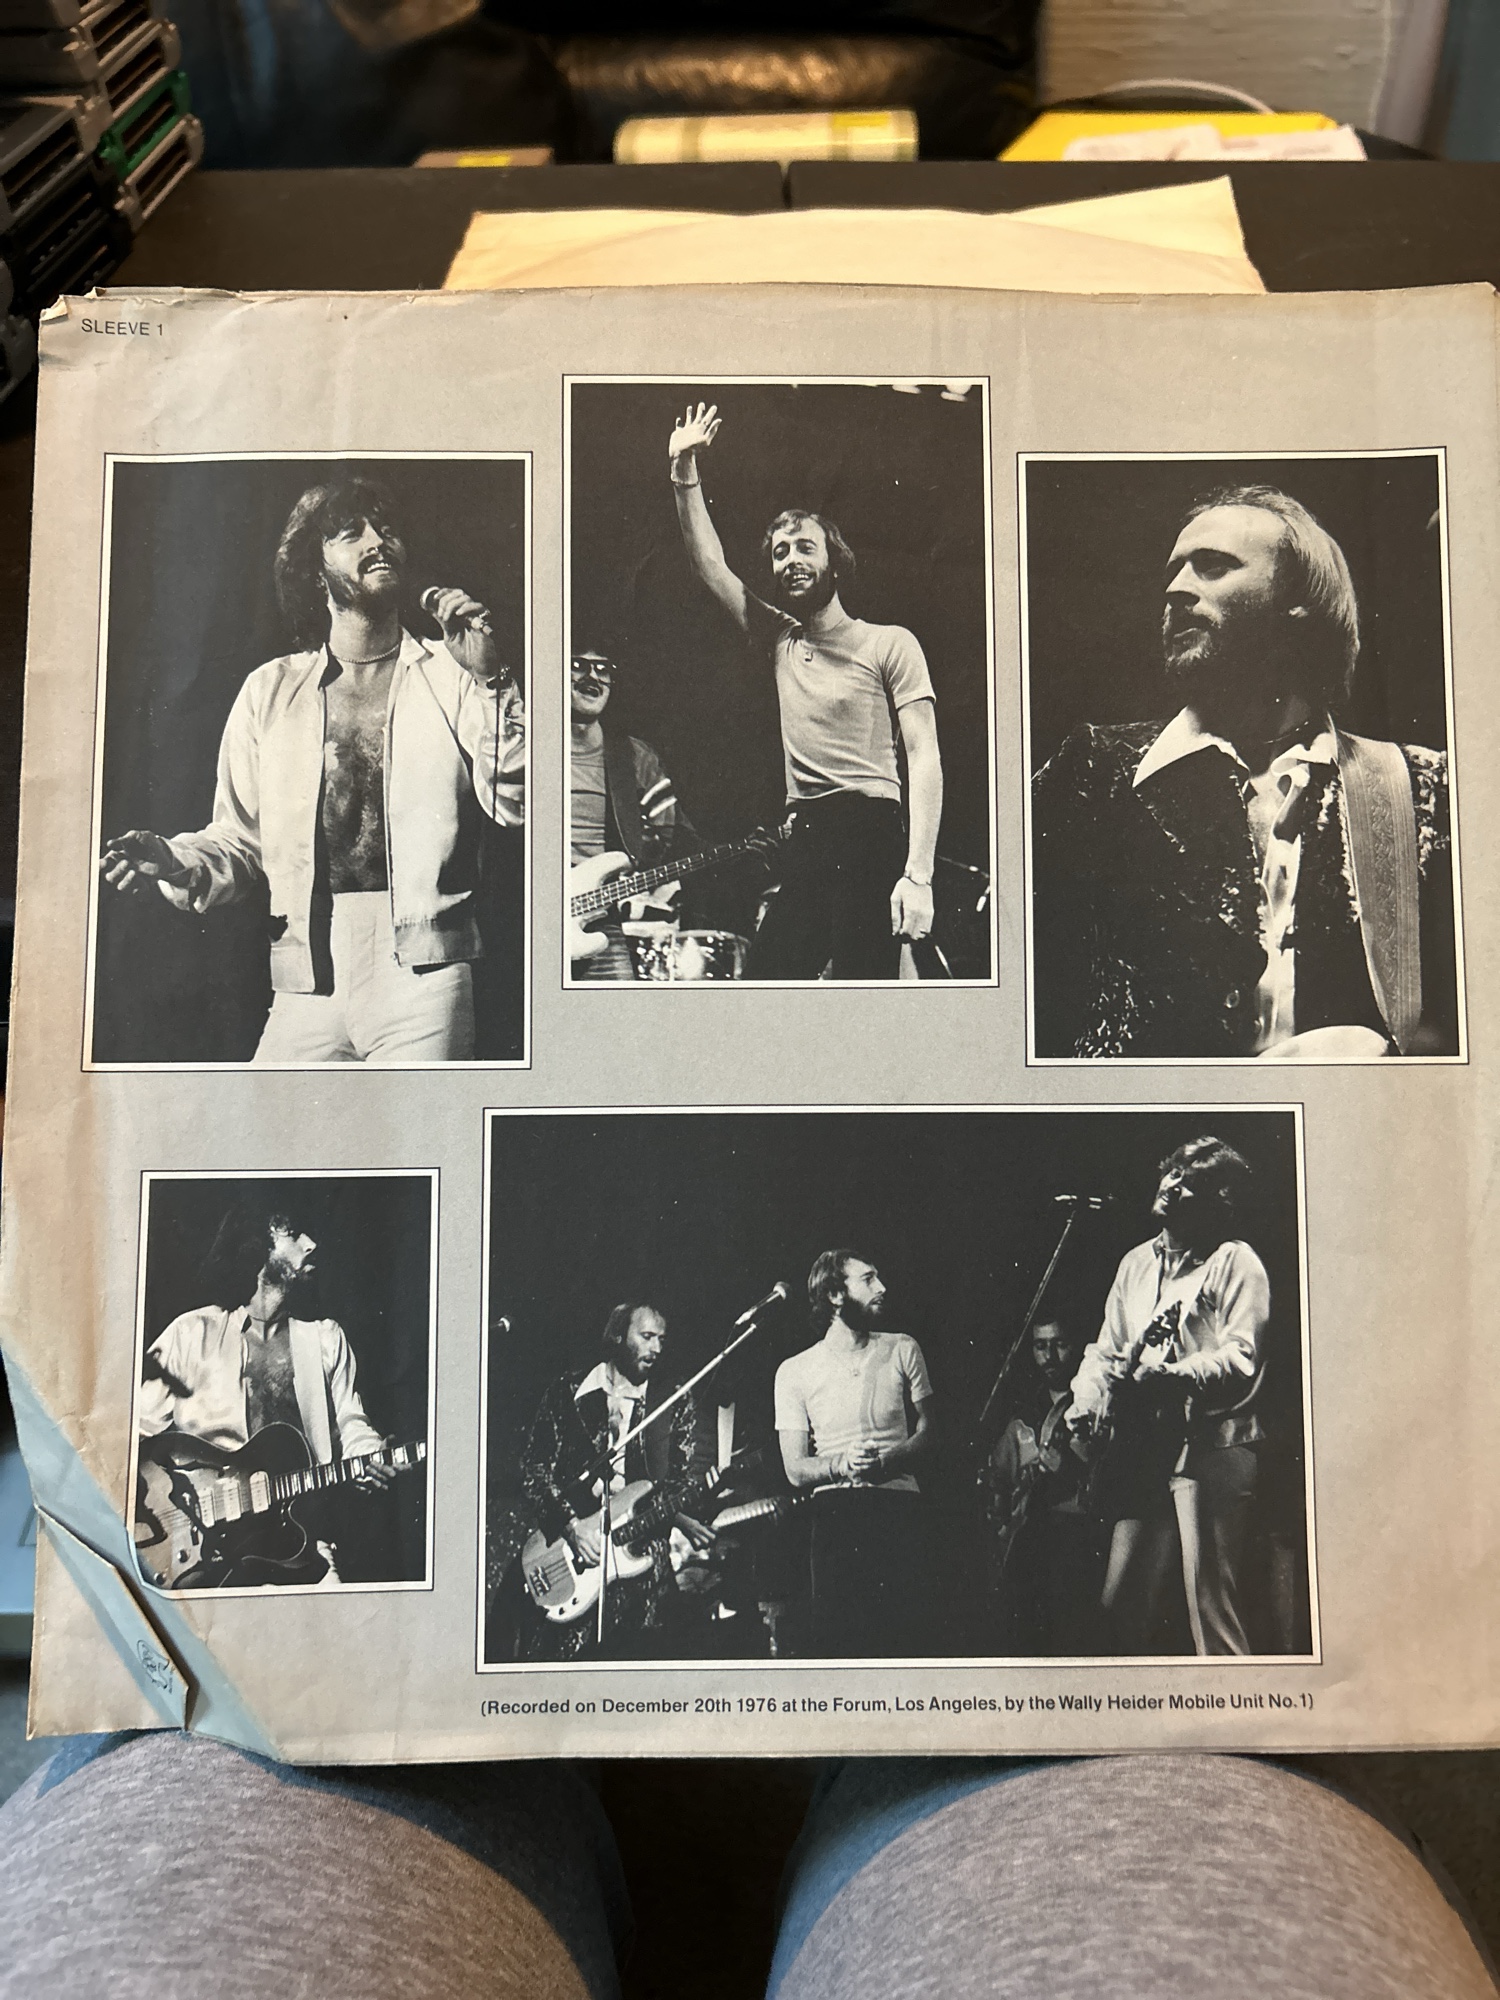 SLEEVE 1
(Recorded on December 20th 1976 at the Forum, Los Angeles, by the Wally Heider Mobile Unit No.1)